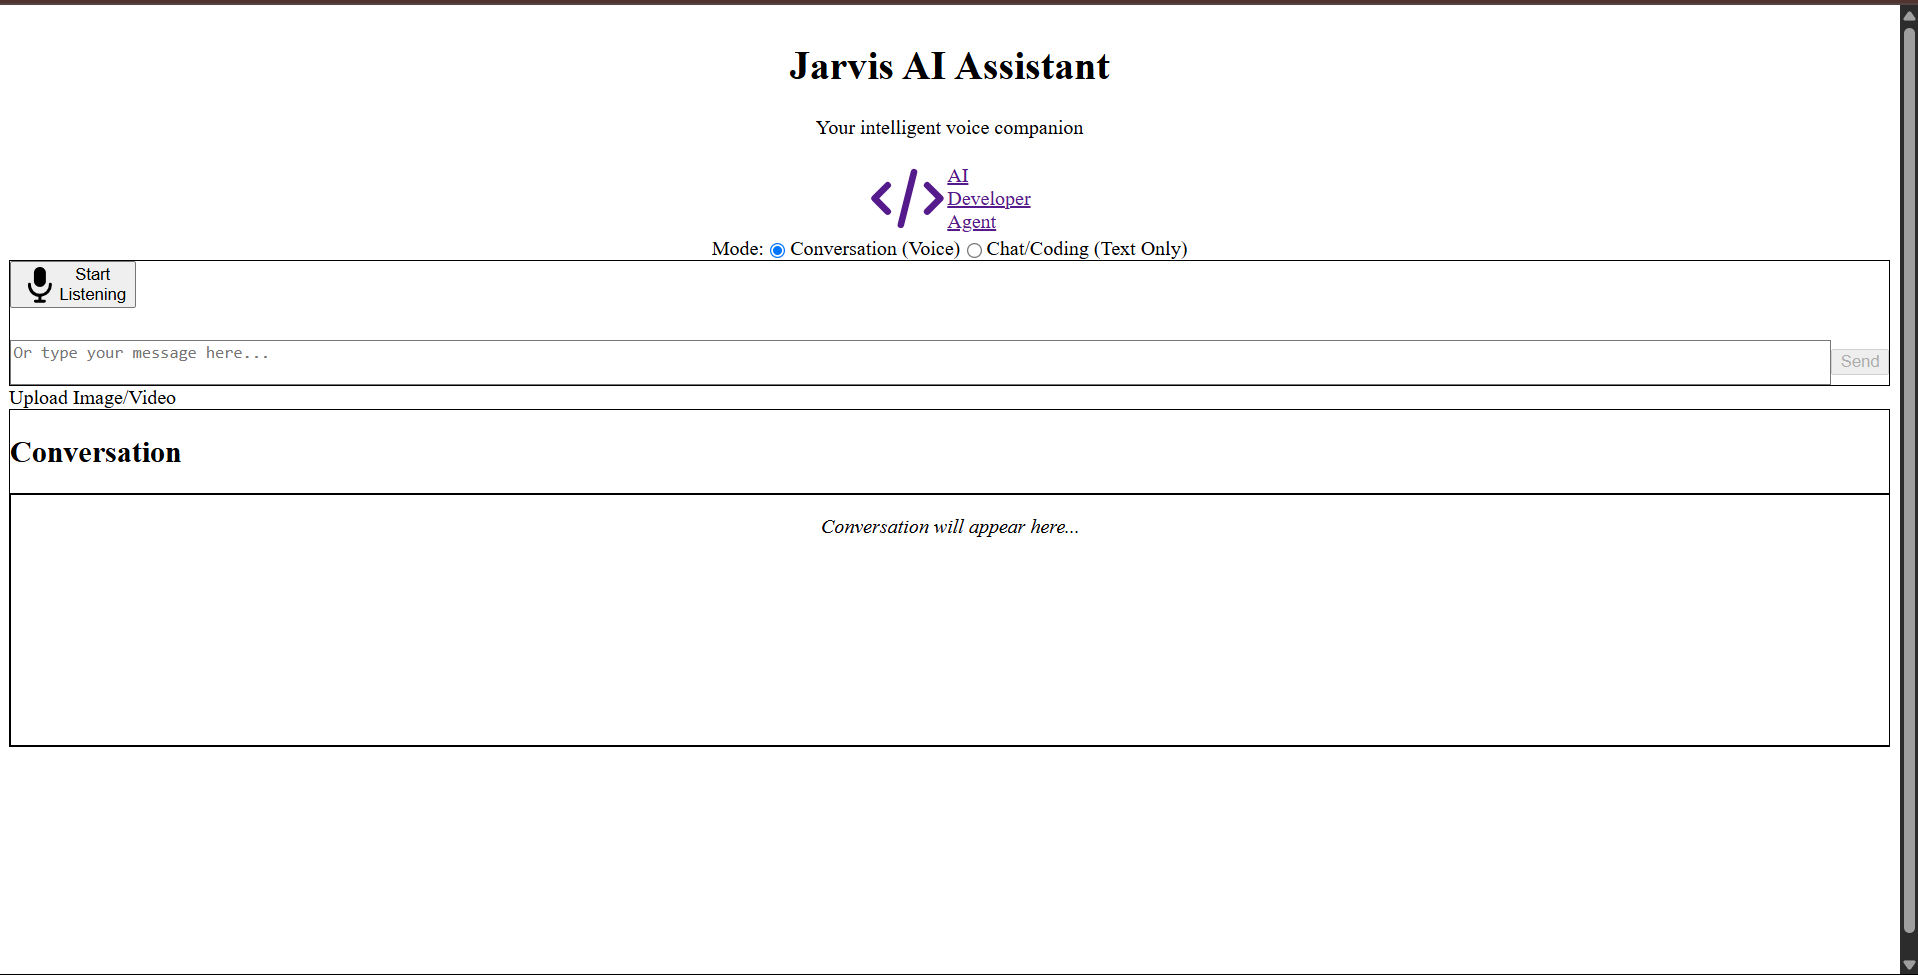 Jarvis AI Assistant
Your intelligent voice companion
AI
Developer
Agent
Mode: Conversation (Voice) Chat/Coding (Text Only)
Start
Listening
Or type your message here...
Send
Upload Image/Video
Conversation
Conversation will appear here...